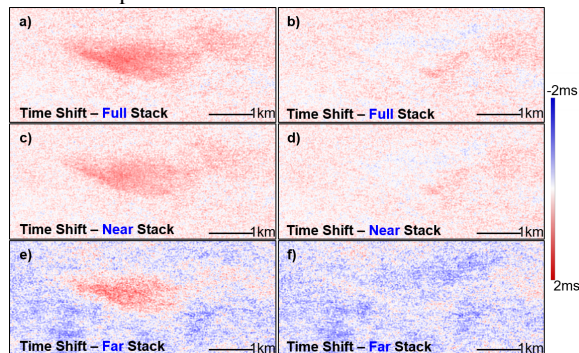 a)
b)
Time Shift – Full Stack
1km
Time Shift – Full Stack
1km
-2ms
c)
d)
Time Shift – Near Stack
1km
Time Shift – Near Stack
1km
2ms
e)
f)
Time Shift – Far Stack
1km
Time Shift – Far Stack
1km